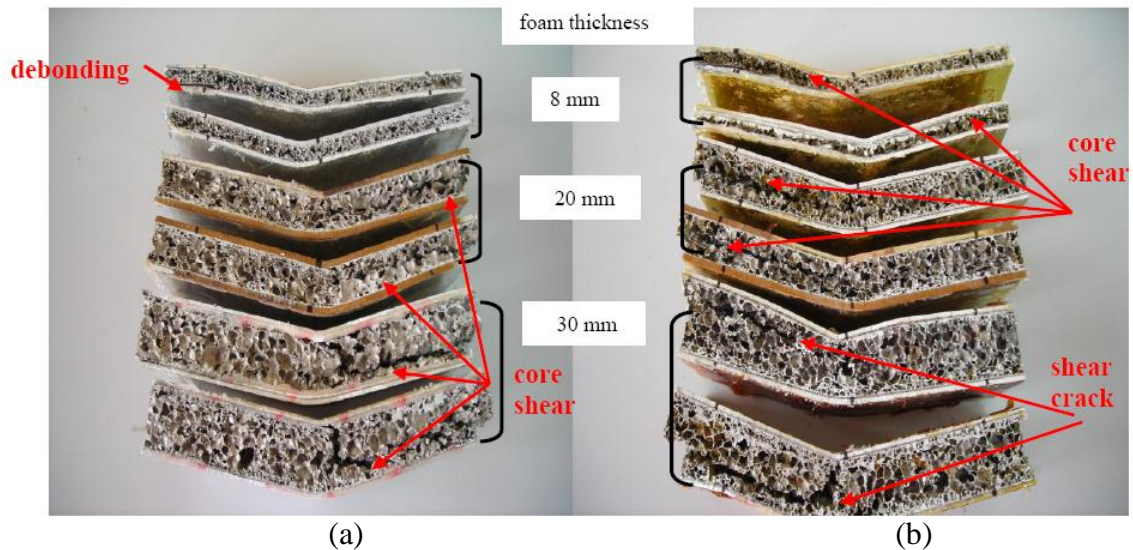 foam thickness
debonding
8 mm
core
shear
20 mm
30 mm
core
shear
shear
crack
(a)
(b)